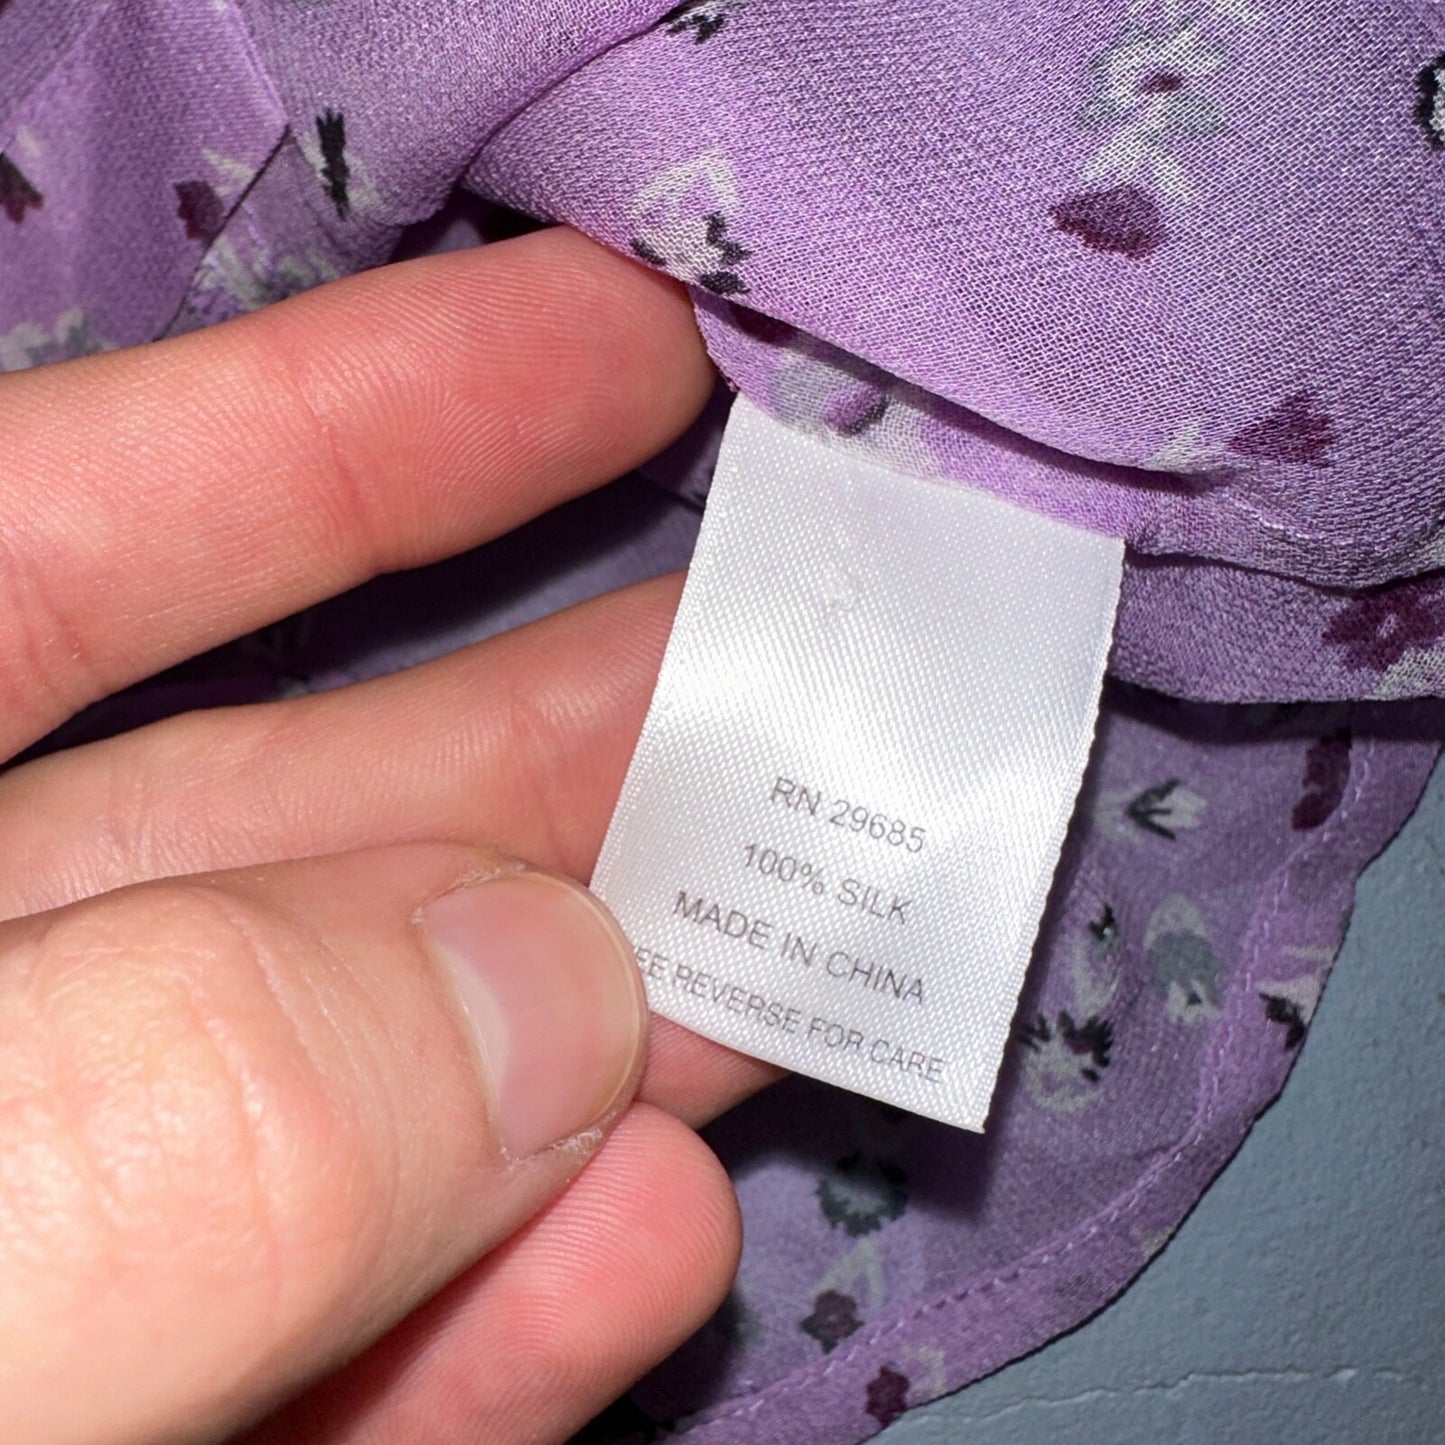 RN 29685
100% SILK
MADE IN CHINA
REVERSE FOR CARE